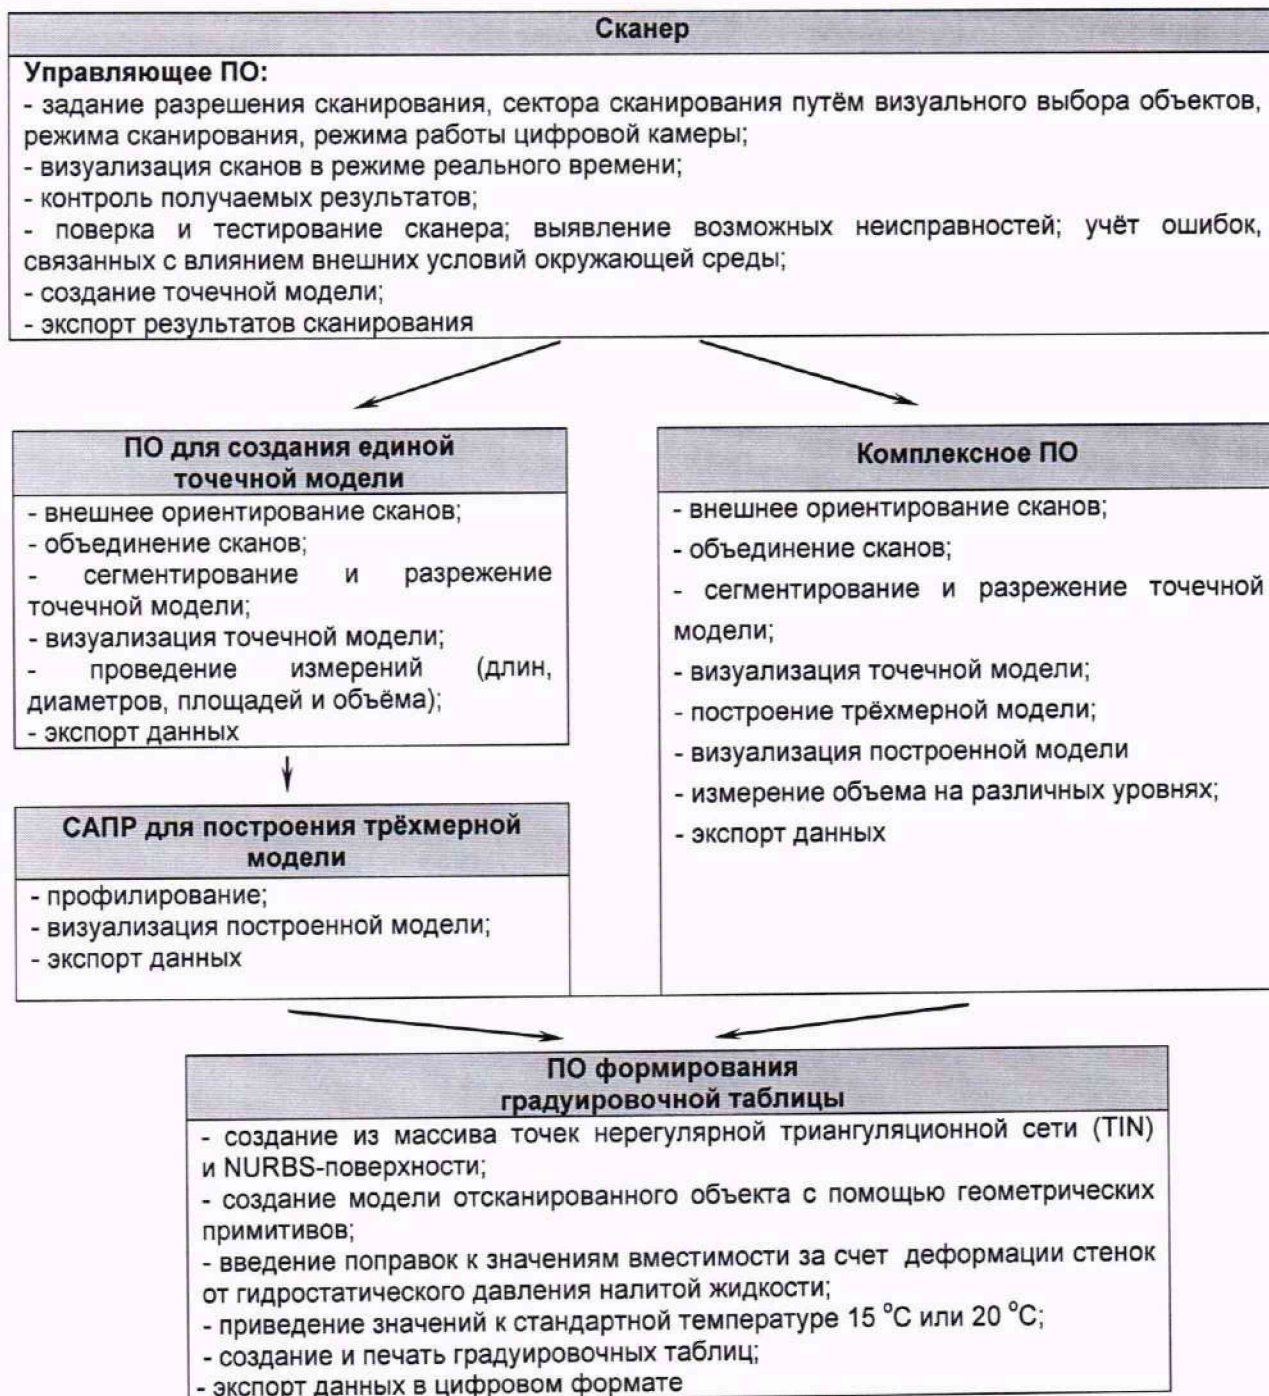 Сканер
Управляющее ПО:
- задание разрешения сканирования, сектора сканирования путём визуального выбора объектов,
режима сканирования, режима работы цифровой камеры;
- визуализация сканов в режиме реального времени;
- контроль получаемых результатов;
- поверка и тестирование сканера; выявление возможных неисправностей; учёт ошибок,
связанных с влиянием внешних условий окружающей среды;
- создание точечной модели;
- экспорт результатов сканирования
ПО для создания единой
точечной модели
- внешнее ориентирование сканов;
- объединение сканов;
- сегментирование и разрежение
точечной модели;
- визуализация точечной модели;
- проведение измерений (длин,
диаметров, площадей и объёма);
- экспорт данных
САПР для построения трёхмерной
модели
- профилирование;
- визуализация построенной модели;
- экспорт данных
Комплексное ПО
- внешнее ориентирование сканов;
- объединение сканов;
- сегментирование и разрежение точечной
модели;
- визуализация точечной модели;
- построение трёхмерной модели;
- визуализация построенной модели
- измерение объема на различных уровнях;
- экспорт данных
ПО формирования
градуировочной таблицы
- создание из массива точек нерегулярной триангуляционной сети (TIN)
и NURBS-поверхности;
- создание модели отсканированного объекта с помощью геометрических
примитивов;
- введение поправок к значениям вместимости за счет деформации стенок
от гидростатического давления налитой жидкости;
- приведение значений к стандартной температуре 15 °С или 20 °С;
- создание и печать градуировочных таблиц;
- экспорт данных в цифровом формате